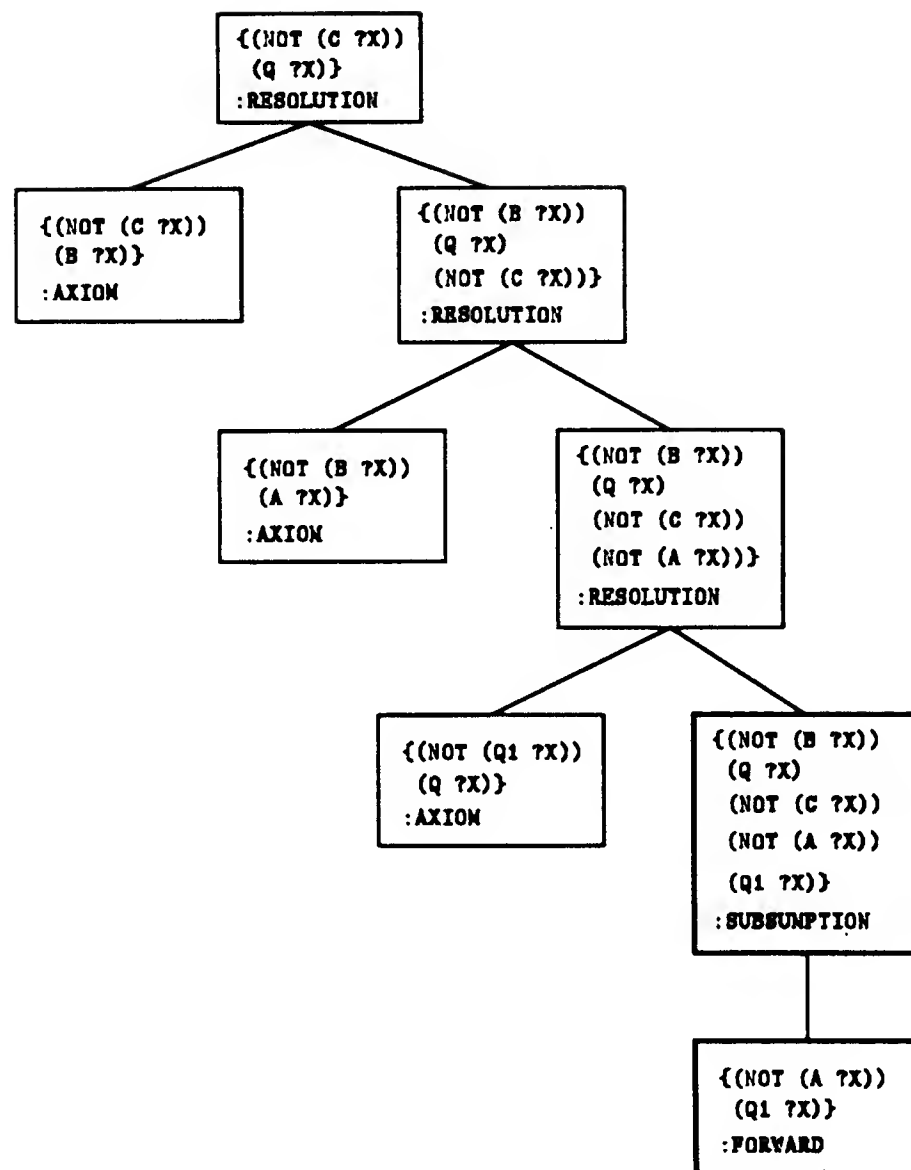 {(NOT (C ?X))
(Q ?X)}
:RESOLUTION
{(NOT (C ?X))
(B ?X)}
:AXIOM
{(NOT (B ?X))
(Q ?X)
(NOT (C ?X))}
:RESOLUTION
{(NOT (B ?X))
(A ?X)}
:AXIOM
{(NOT (B ?X))
(Q ?X)
(NOT (C ?X))
(NOT (A ?X))}
:RESOLUTION
{(NOT (Q1 ?X))
(Q ?X)}
:AXIOM
{(NOT (B ?X))
(Q ?X)
(NOT (C ?X))
(NOT (A ?X))
(Q1 ?X)}
:SUBSUMPTION
{(NOT (A ?X))
(Q1 ?X)}
:FORWARD